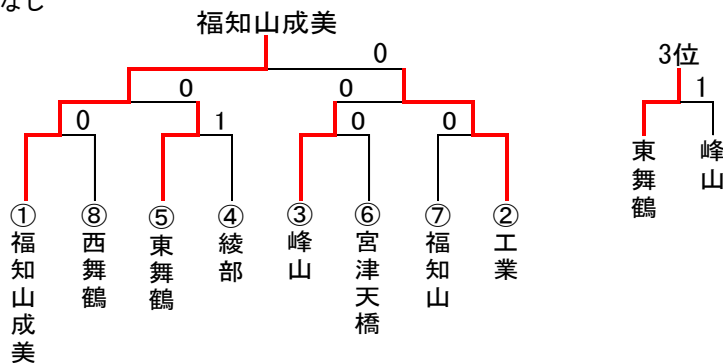 なし
福知山成美
0
3位
0
0
1
0
1
0
0
東舞鶴
峰山
①福知山成美
⑧西舞鶴
⑤東舞鶴
④綾部
③峰山
⑥宮津天橋
⑦福知山
②工業